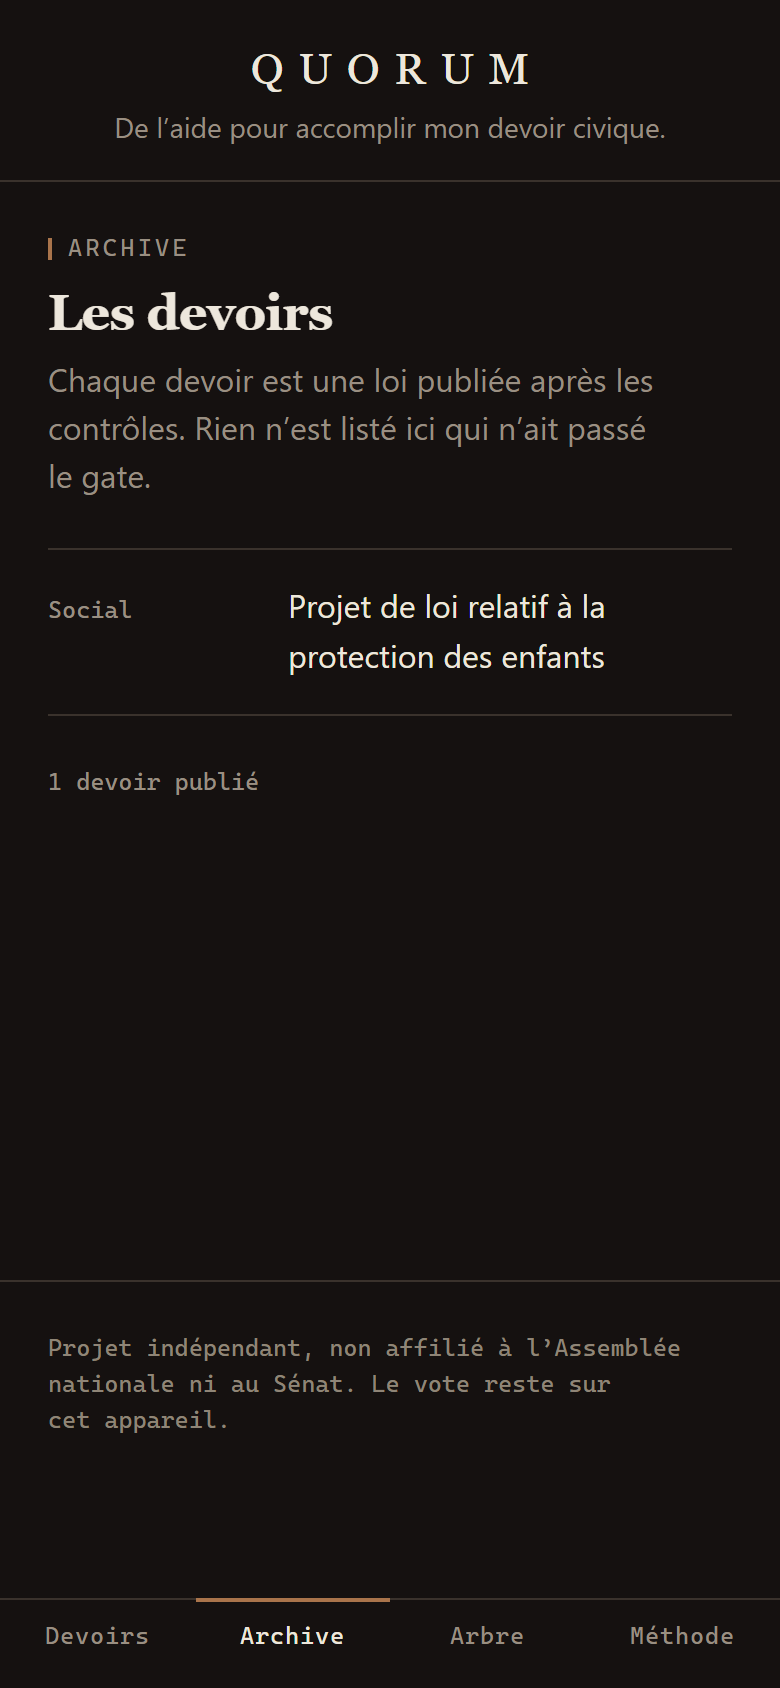 QUORUM
De l’aide pour accomplir mon devoir civique.
ARCHIVE
Les devoirs
Chaque devoir est une loi publiée après les
contrôles. Rien n’est listé ici qui n’ait passé
le gate.
Social
Projet de loi relatif à la
protection des enfants
1 devoir publié
Projet indépendant, non affilié à l’Assemblée
nationale ni au Sénat. Le vote reste sur
cet appareil.
Devoirs
Archive
Arbre
Méthode